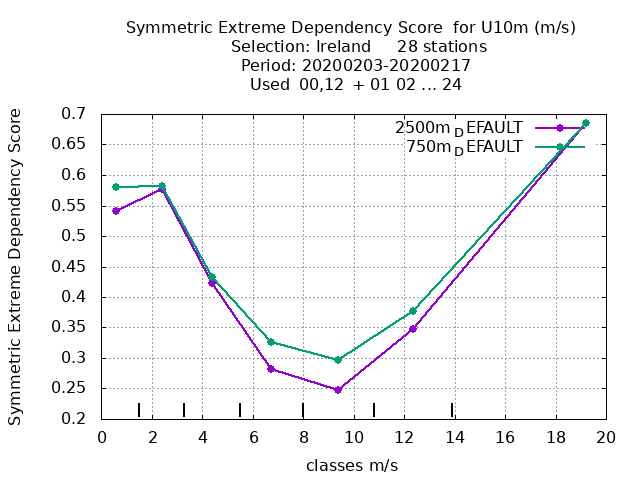 Symmetric Extreme Dependency Score  for U10m (m/s)
Selection: Ireland     28 stations
Period: 20200203-20200217
Used  00,12  + 01 02 ... 24
Symmetric Extreme Dependency Score
0.7
0.65
0.6
0.55
0.5
0.45
0.4
0.35
0.3
0.25
0.2
2500m_DEFAULT
750m_DEFAULT
0 2 4 6 8 10 12 14 16 18 20
classes m/s